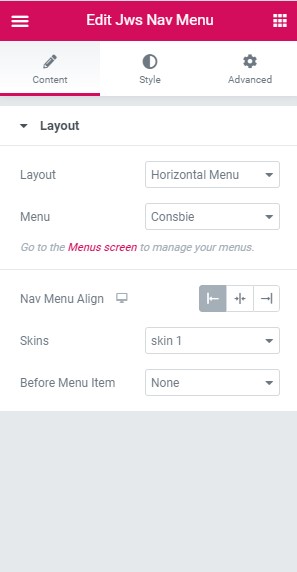 Edit Jws Nav Menu
Content Style Advanced
Layout
Layout Horizontal Menu
Menu Consbie
Go to the Menus screen to manage your menus.
Nav Menu Align
Skins skin 1
Before Menu Item None